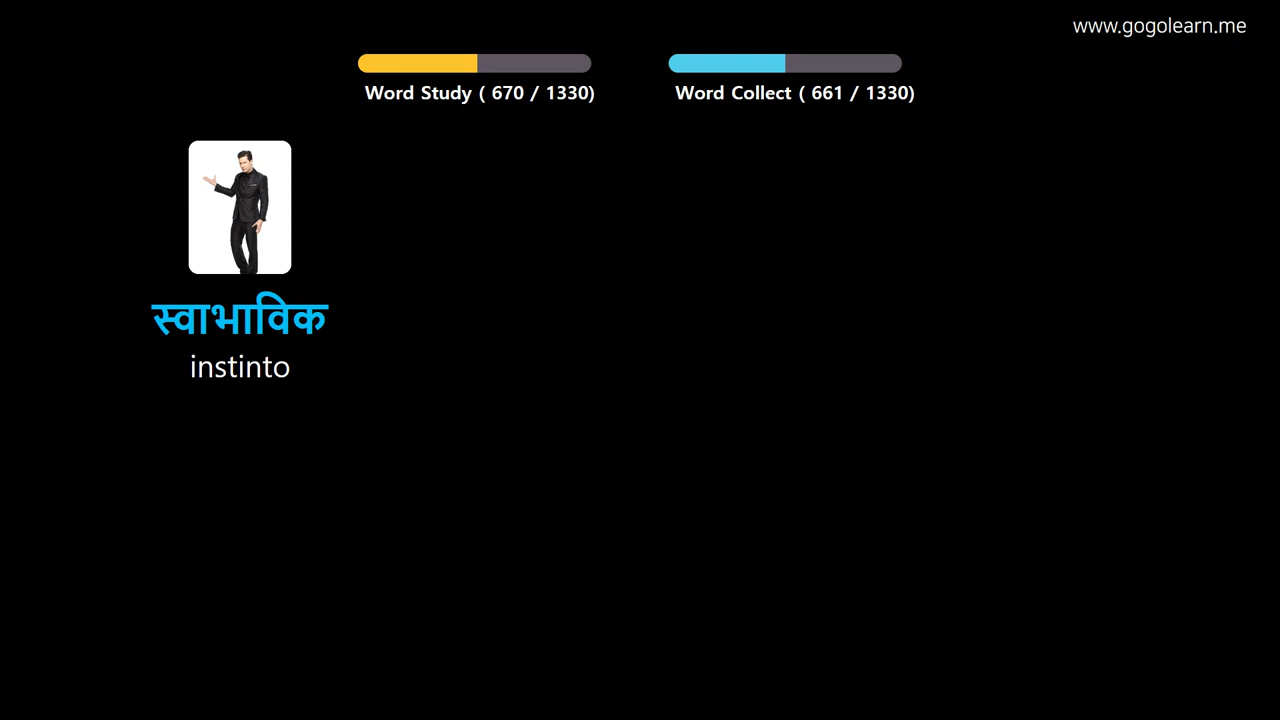 www.gogolearn.me
Word Study ( 670 / 1330)
Word Collect ( 661 / 1330)
स्वाभाविक
instinto